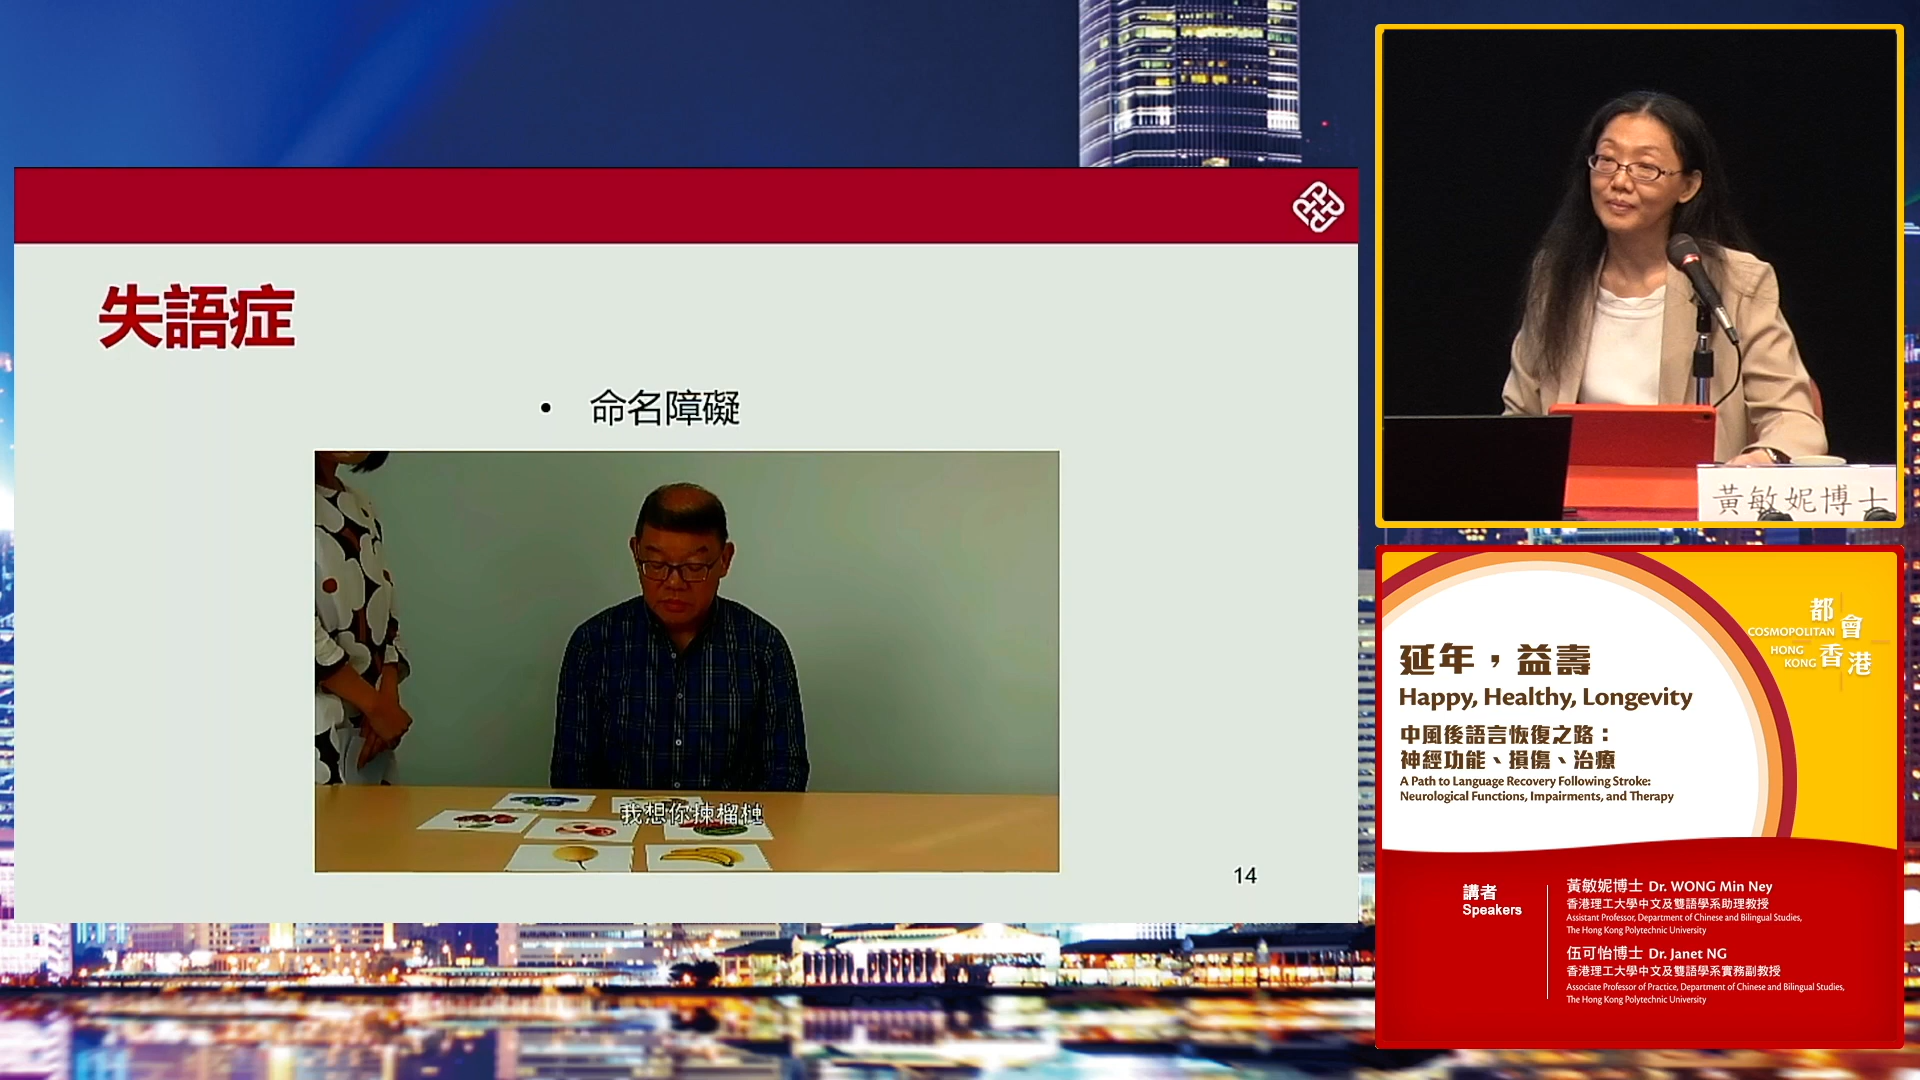 失語症
• 命名障礙
我想你揀榴槤
14
黃敏妮博士
都會香港
COSMOPOLITAN
HONG
KONG
延年，益壽
Happy, Healthy, Longevity
中風後語言恢復之路：
神經功能、損傷、治療
A Path to Language Recovery Following Stroke:
Neurological Functions, Impairments, and Therapy
講者
Speakers
黃敏妮博士 Dr. WONG Min Ney
香港理工大學中文及雙語學系助理教授
Assistant Professor, Department of Chinese and Bilingual Studies,
The Hong Kong Polytechnic University
伍可怡博士 Dr. Janet NG
香港理工大學中文及雙語學系實務副教授
Associate Professor of Practice, Department of Chinese and Bilingual Studies,
The Hong Kong Polytechnic University